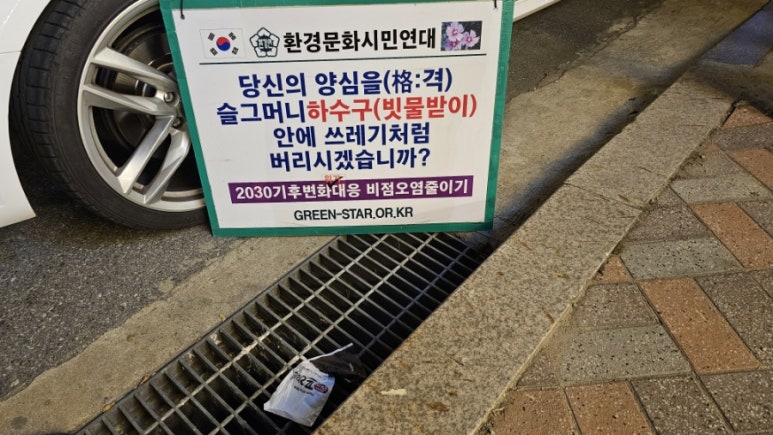 환경문화시민연대
당신의 양심을(格:격)
슬그머니하수구(빗물받이)
안에 쓰레기처럼
버리시겠습니까?
2030기후변화대응 비점오염줄이기
GREEN-STAR.OR.KR